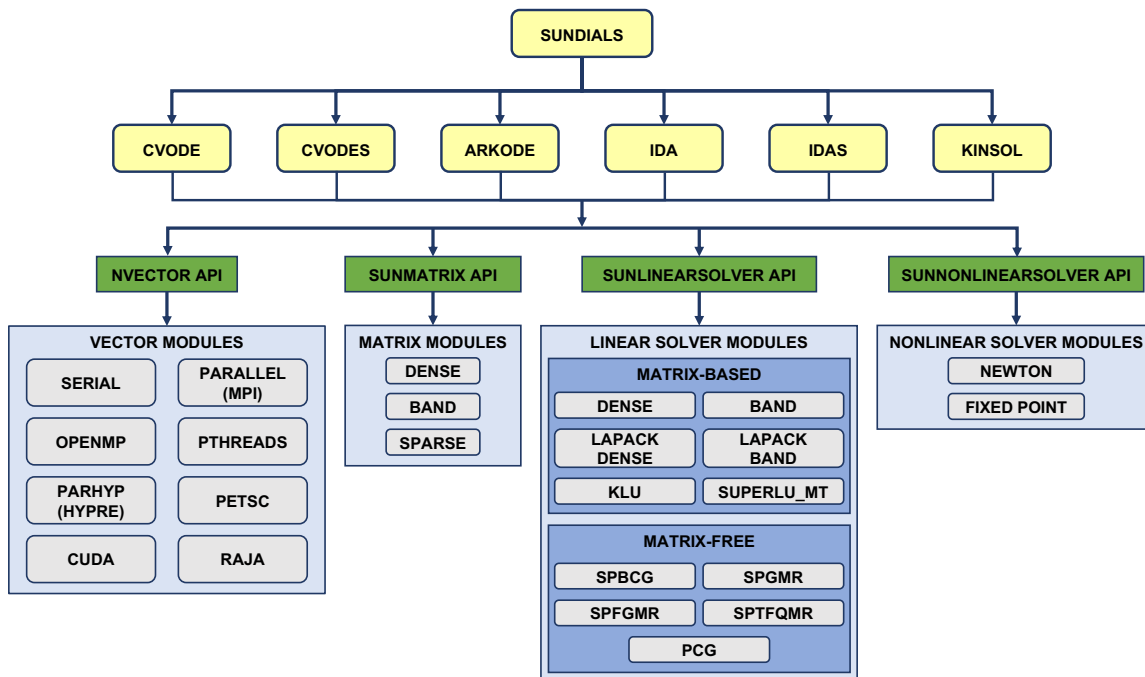 SUNDIALS
CVODE
CVODES
ARKODE
IDA
IDAS
KINSOL
NVECTOR API
SUNMATRIX API
SUNLINEARSOLVER API
SUNNONLINEARSOLVER API
VECTOR MODULES
SERIAL
PARALLEL
(MPI)
OPENMP
PTHREADS
PARHYP
(HYPRE)
PETSC
CUDA
RAJA
MATRIX MODULES
DENSE
BAND
SPARSE
LINEAR SOLVER MODULES
MATRIX-BASED
DENSE
BAND
LAPACK
DENSE
LAPACK
BAND
KLU
SUPERLU_MT
MATRIX-FREE
SPBCG
SPGMR
SPFGMR
SPTFQMR
PCG
NONLINEAR SOLVER MODULES
NEWTON
FIXED POINT